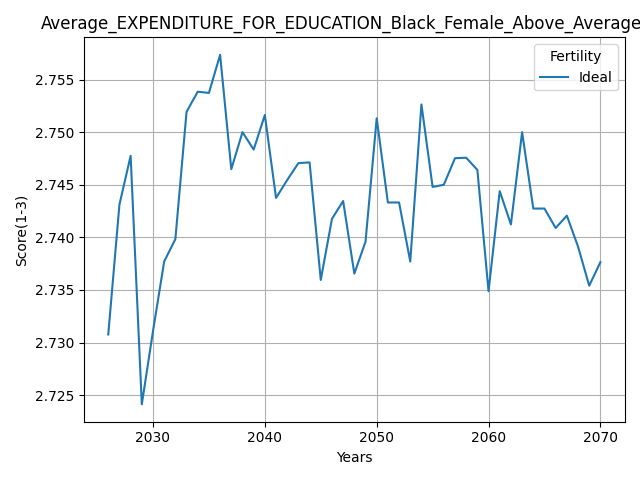 Average_EXPENDITURE_FOR_EDUCATION_Black_Female_Above_Average
Fertility
Ideal
Score(1-3)
2.755
2.750
2.745
2.740
2.735
2.730
2.725
2030 2040 2050 2060 2070
Years